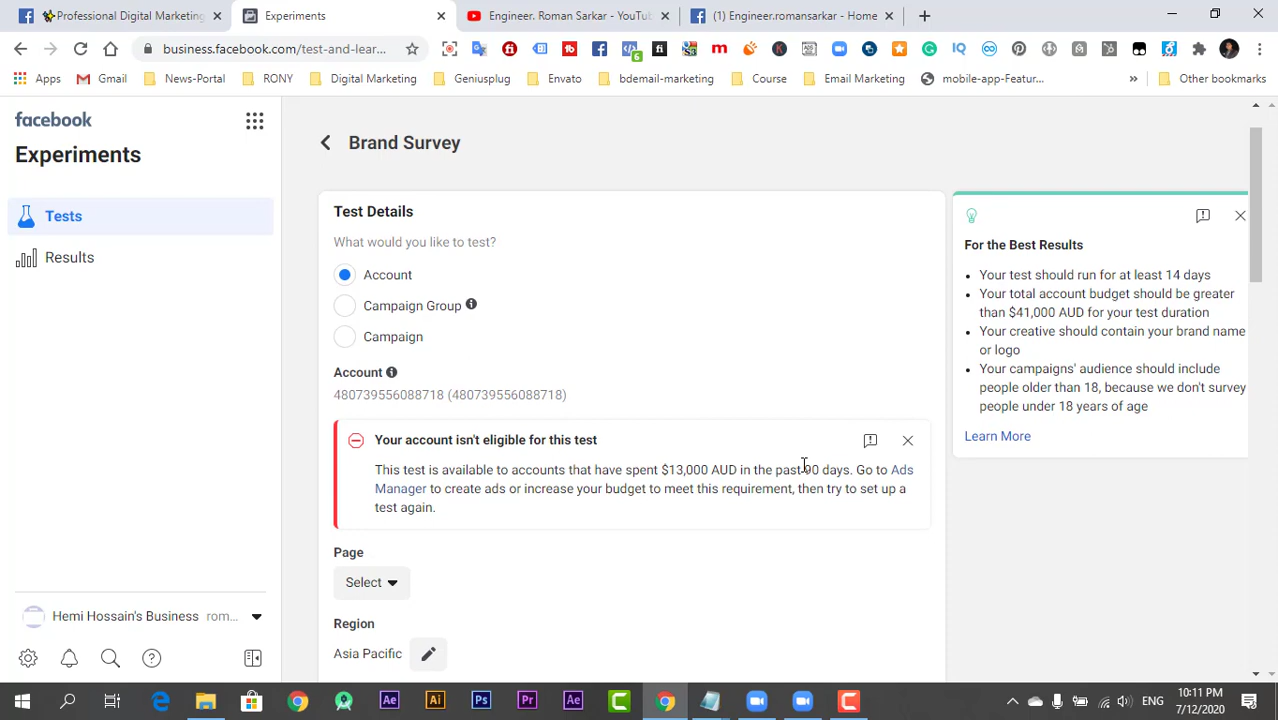 Professional Digital Marketing
Experiments
Engineer. Roman Sarkar - YouTu
(1) Engineer.romansarkar - Home
business.facebook.com/test-and-lear...
Apps
Gmail
News-Portal
RONY
Digital Marketing
Geniusplug
Envato
bdemail-marketing
Course
Email Marketing
mobile-app-Featur...
Other bookmarks
facebook
Experiments
Tests
Results
Brand Survey
Test Details
What would you like to test?
Account
Campaign Group
Campaign
Account
480739556088718 (480739556088718)
Your account isn't eligible for this test
This test is available to accounts that have spent $13,000 AUD in the past 90 days. Go to Ads
Manager to create ads or increase your budget to meet this requirement, then try to set up a
test again.
Page
Select
Region
Asia Pacific
For the Best Results
Your test should run for at least 14 days
Your total account budget should be greater
than $41,000 AUD for your test duration
Your creative should contain your brand name
or logo
Your campaigns' audience should include
people older than 18, because we don't survey
people under 18 years of age
Learn More
Hemi Hossain's Business rom...
Ae
Ai
Ps
Pr
Ae
ENG
10:11 PM
7/12/2020